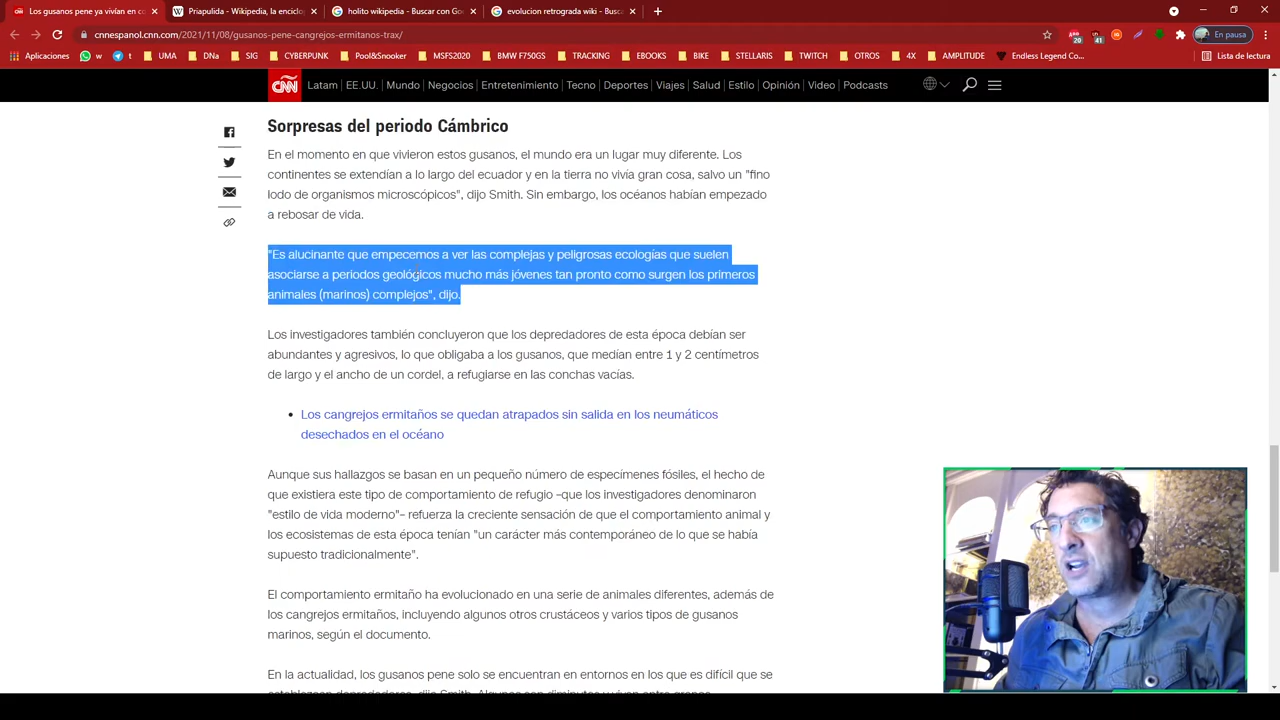 Los gusanos pene ya vivían en co
Priapulida - Wikipedia, la enciclo
holito wikipedia - Buscar con Goo
evolucion retrograda wiki - Busca
cnnespanol.cnn.com/2021/11/08/gusanos-pene-cangrejos-ermitanos-trax/
20
41
En pausa
Aplicaciones
w
t
UMA
DNa
SIG
CYBERPUNK
Pool&Snooker
MSFS2020
BMW F750GS
TRACKING
EBOOKS
BIKE
STELLARIS
TWITCH
OTROS
4X
AMPLITUDE
Endless Legend Co...
Lista de lectura
CNN
Latam | EE.UU. | Mundo | Negocios | Entretenimiento | Tecno | Deportes | Viajes | Salud | Estilo | Opinión | Video | Podcasts
Sorpresas del periodo Cámbrico
En el momento en que vivieron estos gusanos, el mundo era un lugar muy diferente. Los
continentes se extendían a lo largo del ecuador y en la tierra no vivía gran cosa, salvo un "fino
lodo de organismos microscópicos", dijo Smith. Sin embargo, los océanos habían empezado
a rebosar de vida.
"Es alucinante que empecemos a ver las complejas y peligrosas ecologías que suelen
asociarse a periodos geológicos mucho más jóvenes tan pronto como surgen los primeros
animales (marinos) complejos", dijo.
Los investigadores también concluyeron que los depredadores de esta época debían ser
abundantes y agresivos, lo que obligaba a los gusanos, que medían entre 1 y 2 centímetros
de largo y el ancho de un cordel, a refugiarse en las conchas vacías.
Los cangrejos ermitaños se quedan atrapados sin salida en los neumáticos
desechados en el océano
Aunque sus hallazgos se basan en un pequeño número de especímenes fósiles, el hecho de
que existiera este tipo de comportamiento de refugio –que los investigadores denominaron
"estilo de vida moderno"– refuerza la creciente sensación de que el comportamiento animal y
los ecosistemas de esta época tenían "un carácter más contemporáneo de lo que se había
supuesto tradicionalmente".
El comportamiento ermitaño ha evolucionado en una serie de animales diferentes, además de
los cangrejos ermitaños, incluyendo algunos otros crustáceos y varios tipos de gusanos
marinos, según el documento.
En la actualidad, los gusanos pene solo se encuentran en entornos en los que es difícil que se
establezcan depredadores, dijo Smith. Algunos son diminutos y viven entre granos